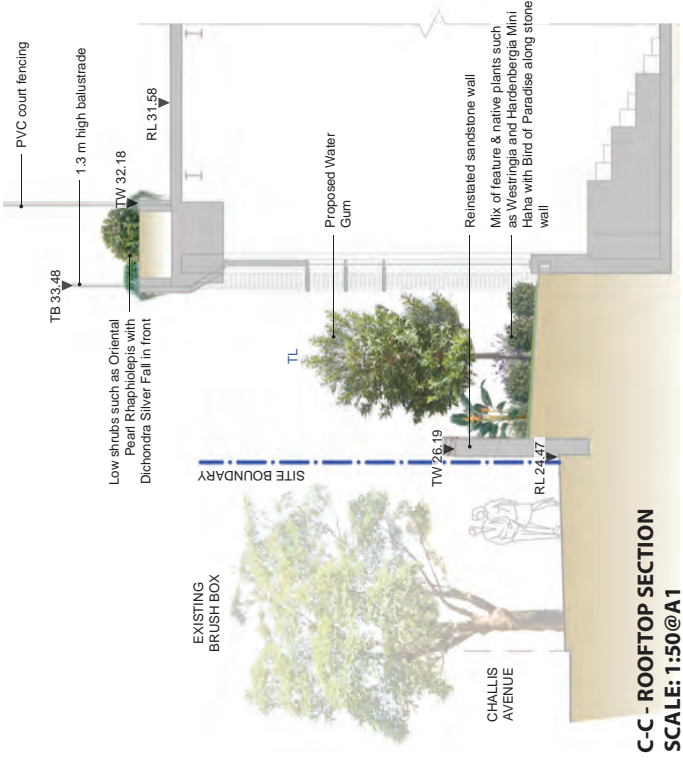 PVC court fencing
1.3 m high balustrade
TB 33.48
TW 32.18
RL 31.58
Low shrubs such as Oriental
Pearl Rhaphiolepis with
Dichondra Silver Fall in front
TL
Proposed Water
Gum
Reinstated sandstone wall
Mix of feature & native plants such
as Westringia and Hardenbergia Mini
Haha with Bird of Paradise along stone
wall
TW 26.19
RL 24.47
SITE BOUNDARY
EXISTING
BRUSH BOX
CHALLIS
AVENUE
C-C - ROOFTOP SECTION
SCALE: 1:50@A1